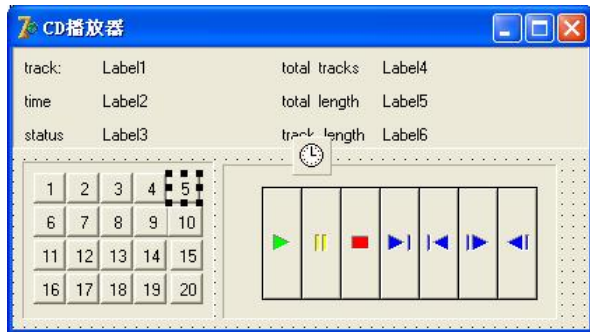 CD播放器
track: Label1 total tracks Label4
time Label2 total length Label5
status Label3 track length Label6
1 2 3 4 5
6 7 8 9 10
11 12 13 14 15
16 17 18 19 20